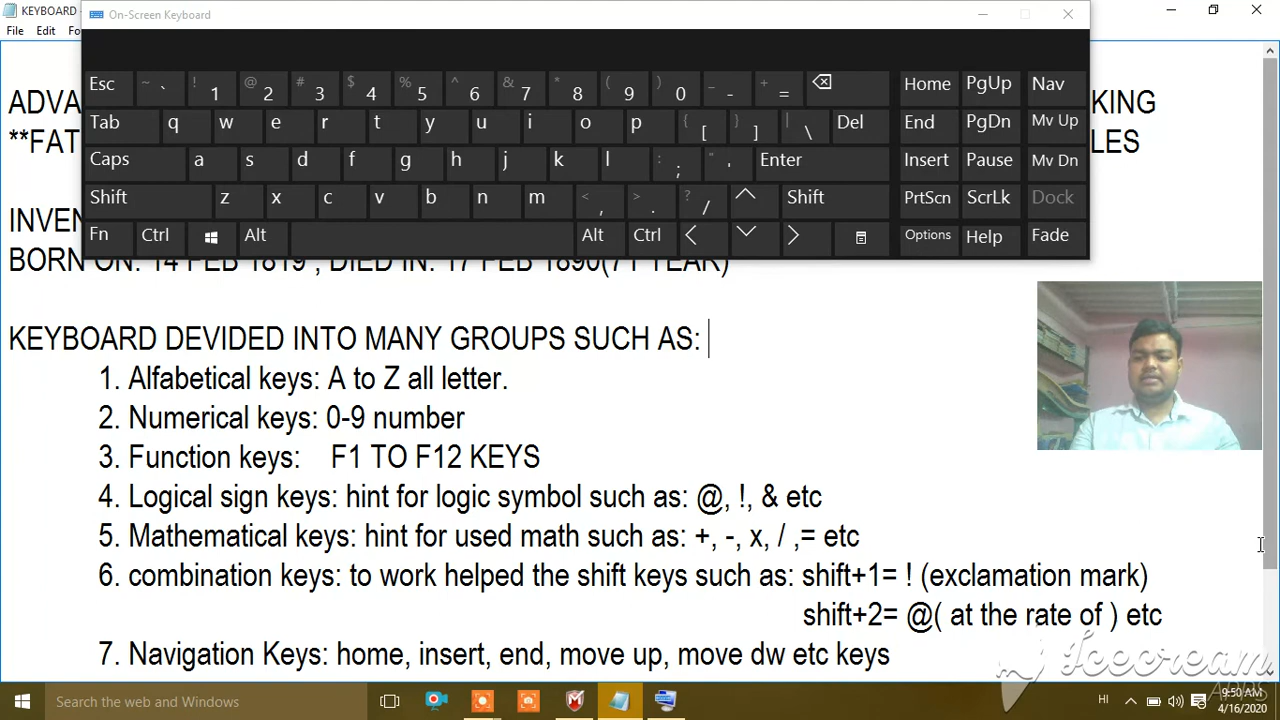 KEYBOARD -
On-Screen Keyboard
File Edit Fo
Esc ~ ` ! 1 @ 2 # 3 $ 4 % 5 ^ 6 & 7 * 8 ( 9 ) 0 _ - + = Home PgUp Nav
Tab q w e r t y u i o p { [ } ] | \ Del End PgDn Mv Up
Caps a s d f g h j k l : ; " ' Enter Insert Pause Mv Dn
Shift z x c v b n m < , > . ? / Shift PrtScn ScrLk Dock
Fn Ctrl Alt Alt Ctrl Options Help Fade
ADVA KING
**FAT LES
INVEN
BORN ON: 14 FEB 1819 , DIED IN: 17 FEB 1890(71 YEAR)
KEYBOARD DEVIDED INTO MANY GROUPS SUCH AS:
1. Alfabetical keys: A to Z all letter.
2. Numerical keys: 0-9 number
3. Function keys: F1 TO F12 KEYS
4. Logical sign keys: hint for logic symbol such as: @, !, & etc
5. Mathematical keys: hint for used math such as: +, -, x, / ,= etc
6. combination keys: to work helped the shift keys such as: shift+1= ! (exclamation mark)
shift+2= @( at the rate of ) etc
7. Navigation Keys: home, insert, end, move up, move dw etc keys
Icecream
APPS
Search the web and Windows
HI
9:50 AM
4/16/2020